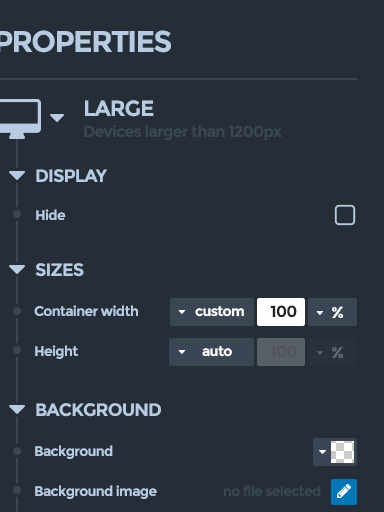 PROPERTIES
LARGE
Devices larger than 1200px
DISPLAY
Hide
SIZES
Container width custom 100 %
Height auto 100 %
BACKGROUND
Background
Background image no file selected